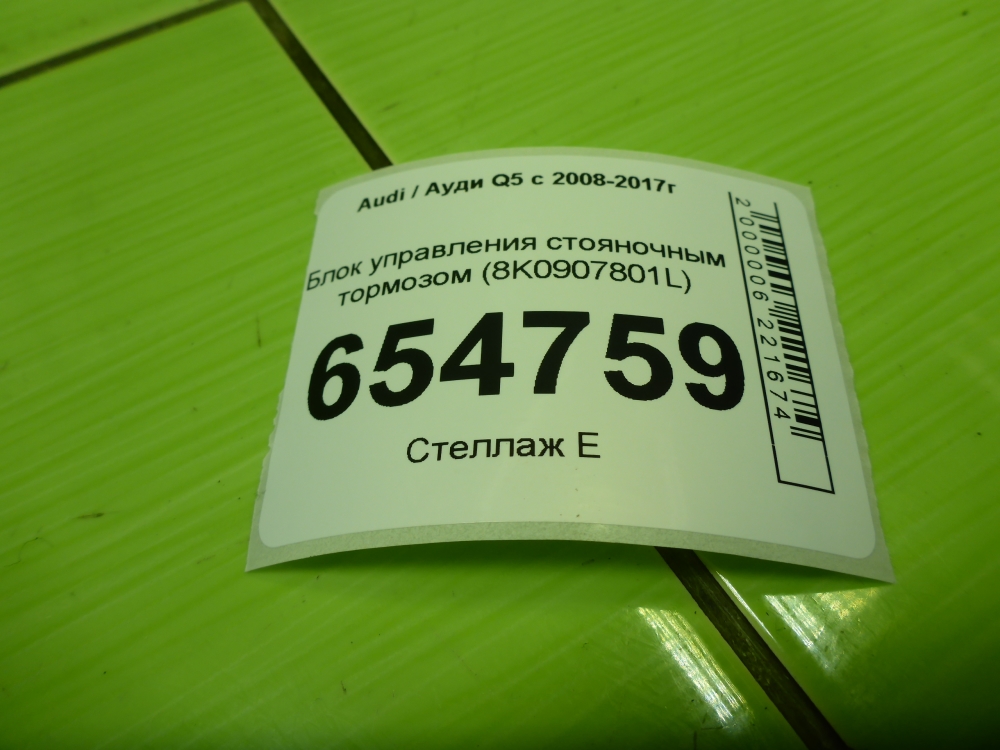 Audi / Ауди Q5 с 2008-2017г
Блок управления стояночным
тормозом (8K0907801L)
654759
Стеллаж Е
2000006221674